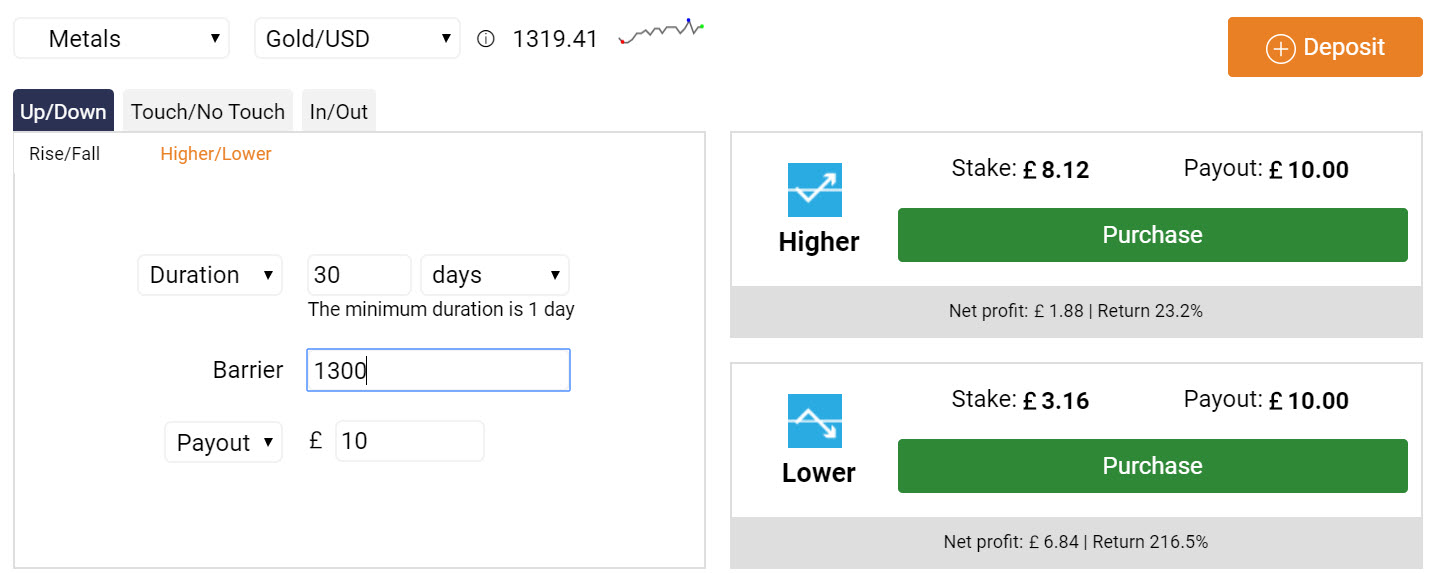 Metals Gold/USD 1319.41 Deposit
Up/Down Touch/No Touch In/Out
Rise/Fall Higher/Lower
Duration 30 days
The minimum duration is 1 day
Barrier 1300
Payout £ 10
Stake: £ 8.12 Payout: £ 10.00
Higher Purchase
Net profit: £ 1.88 | Return 23.2%
Stake: £ 3.16 Payout: £ 10.00
Lower Purchase
Net profit: £ 6.84 | Return 216.5%